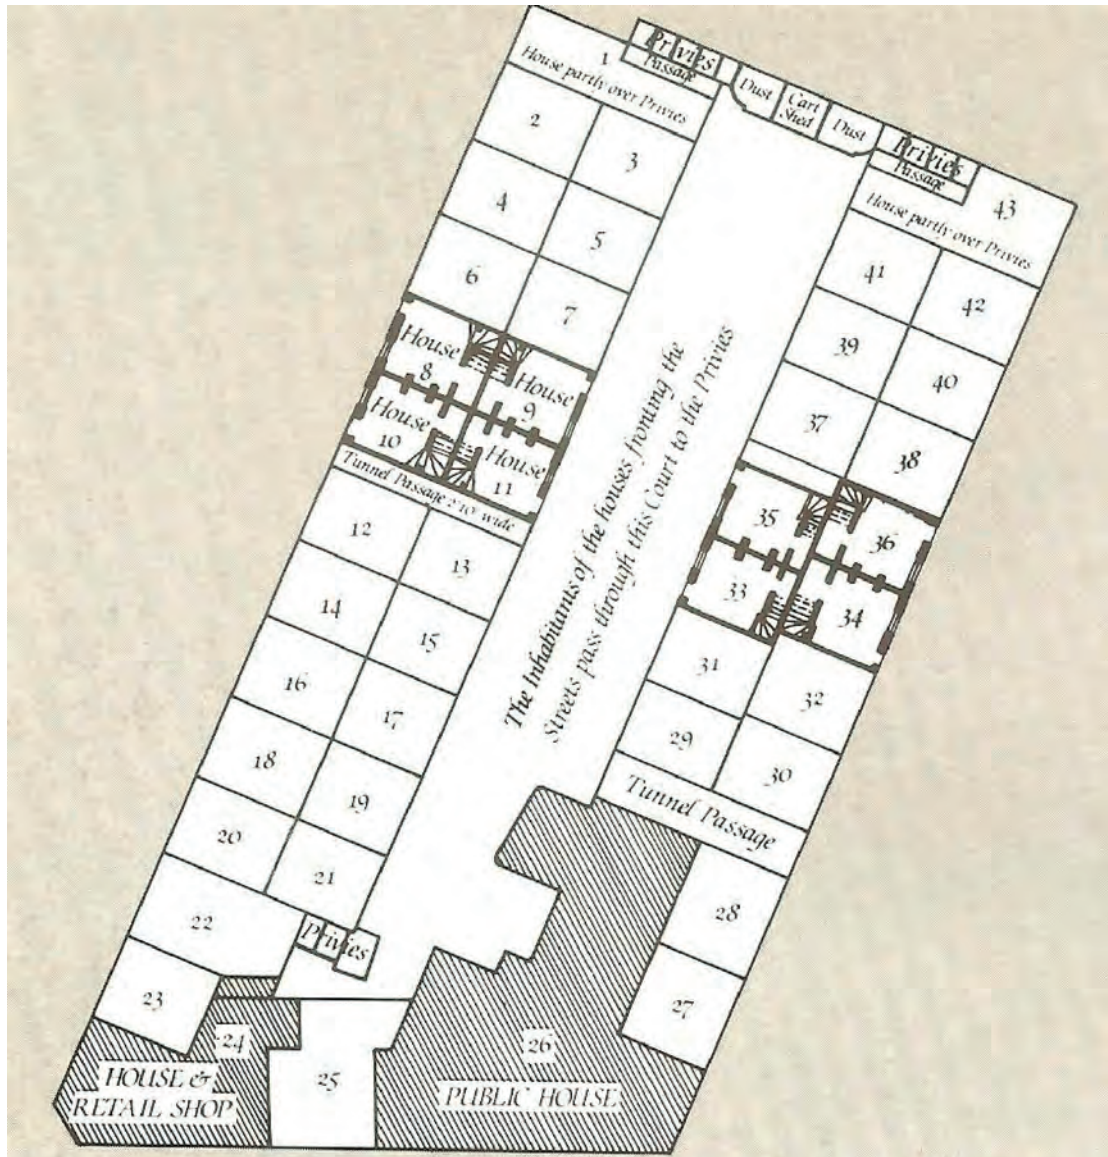 Privies
1
Passage
House partly over Privies
Dust
Cart
Shed
Dust
Privies
Passage
43
House partly over Privies
2
3
4
5
6
7
41
42
39
40
37
38
House
8
House
9
House
10
House
11
Tunnel Passage 2'10" wide
The Inhabitants of the houses fronting the
Streets pass through this Court to the Privies
35
36
33
34
12
13
14
15
16
17
18
19
20
21
31
32
29
30
Tunnel Passage
22
Privies
23
28
27
24
HOUSE &
RETAIL SHOP
25
26
PUBLIC HOUSE